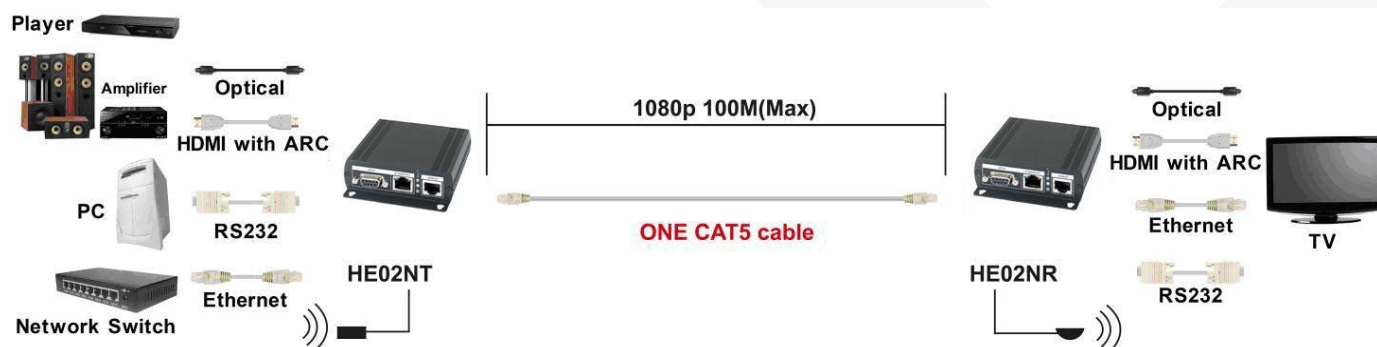 Player
Amplifier
Optical
HDMI with ARC
PC
RS232
Ethernet
Network Switch
HE02NT
1080p 100M(Max)
ONE CAT5 cable
HE02NR
Optical
HDMI with ARC
Ethernet
TV
RS232